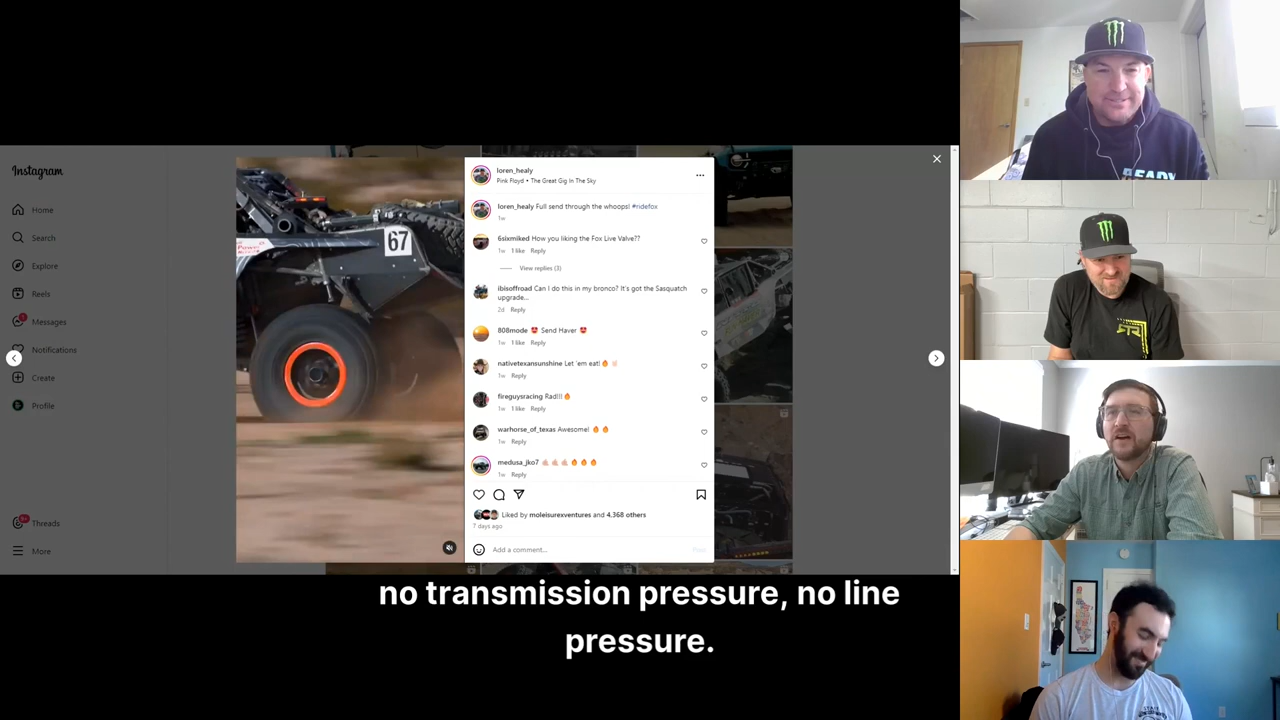 Instagram
Home
Search
Explore
Reels
Messages
Notifications
Create
Profile
Threads
More
67
loren_healy
Pink Floyd • The Great Gig In The Sky
loren_healy Full send through the whoops! #ridefox
1w
6sixmiked How you liking the Fox Live Valve??
1w 1 like Reply
View replies (3)
ibisoffroad Can I do this in my bronco? It's got the Sasquatch
upgrade...
2d Reply
808mode 😍 Send Haver 😍
1w 1 like Reply
nativetexansunshine Let 'em eat!🔥
1w Reply
fireguysracing Rad!!!🔥
1w 1 like Reply
warhorse_of_texas Awesome! 🔥 🔥
1w Reply
medusa_jko7 🤙🏼 🤙🏼 🤙🏼 🔥 🔥 🔥
1w Reply
Liked by moleisurexventures and 4,368 others
7 days ago
Add a comment...
Post
no transmission pressure, no line
pressure.
READY